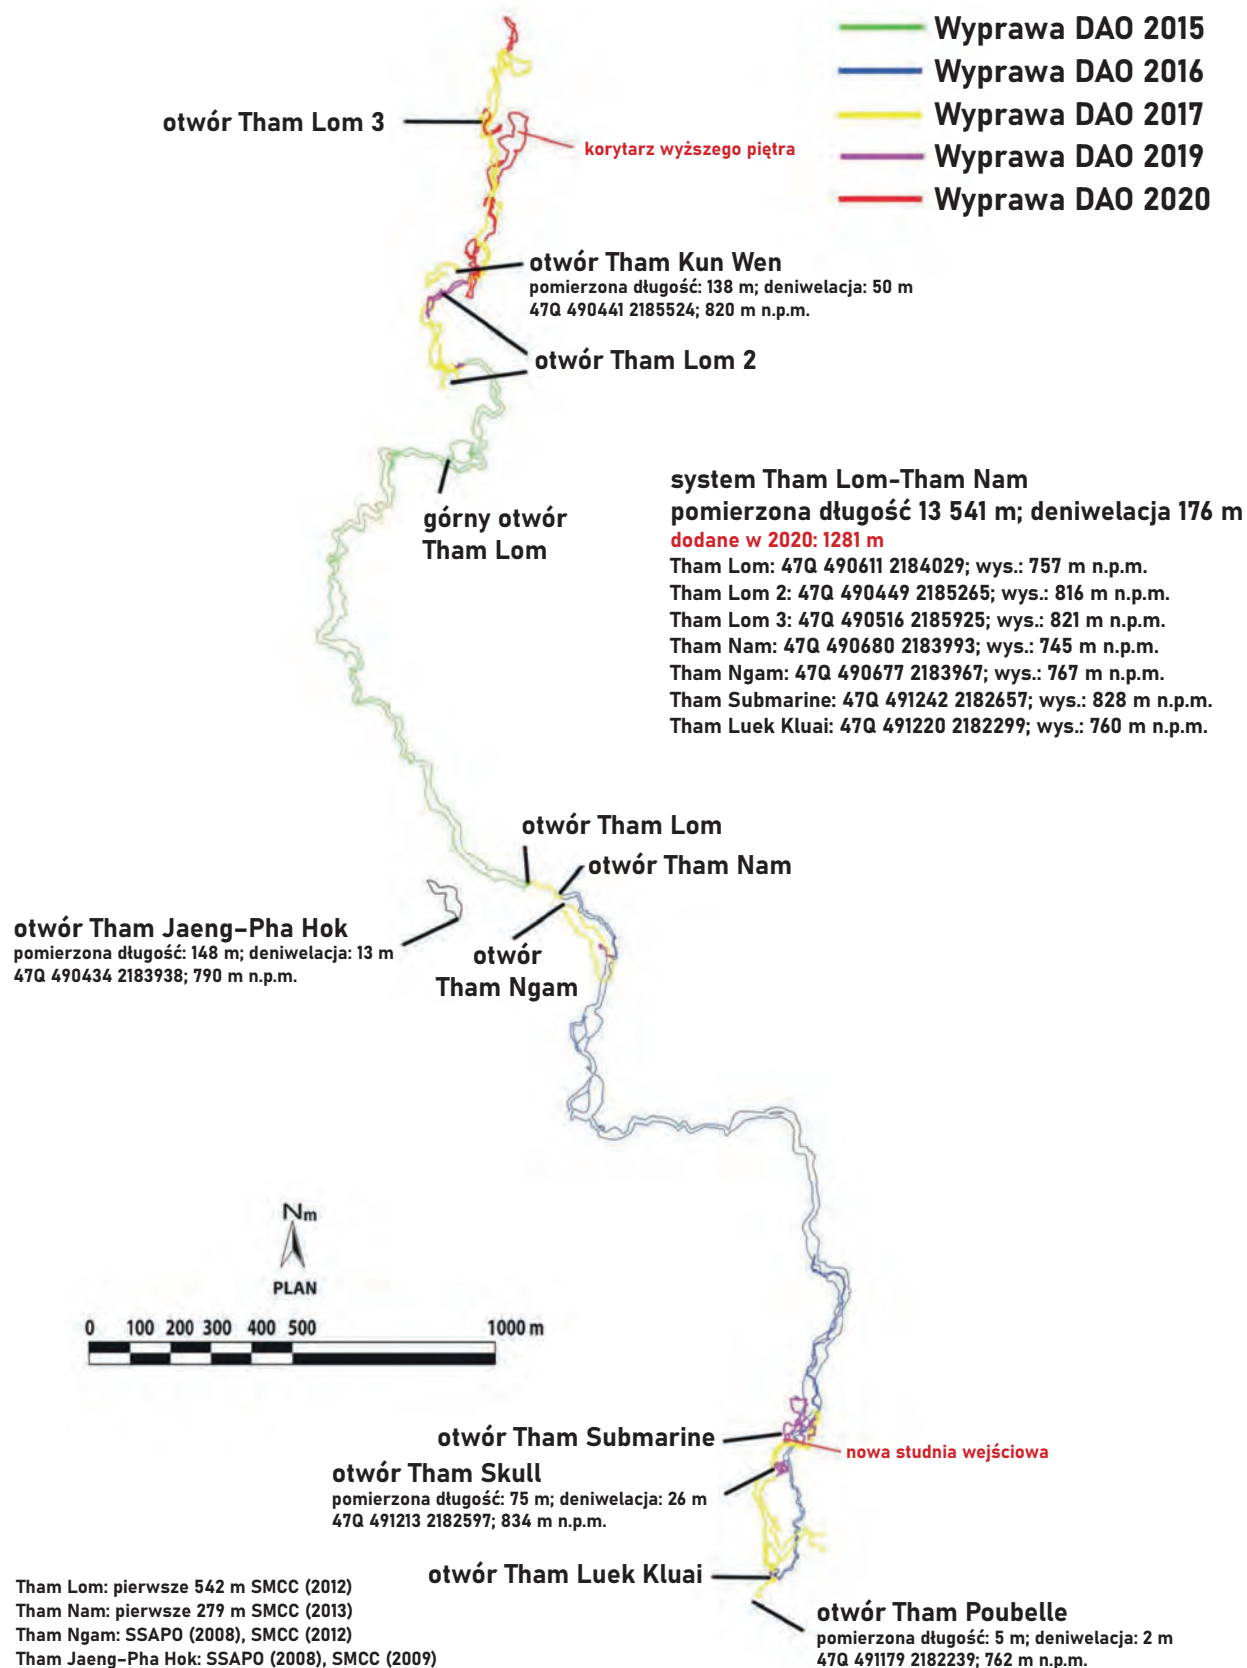 Wyprawa DAO 2015
Wyprawa DAO 2016
Wyprawa DAO 2017
Wyprawa DAO 2019
Wyprawa DAO 2020
otwór Tham Lom 3
korytarz wyższego piętra
otwór Tham Kun Wen
pomierzona długość: 138 m; deniwelacja: 50 m
47Q 490441 2185524; 820 m n.p.m.
otwór Tham Lom 2
górny otwór
Tham Lom
system Tham Lom-Tham Nam
pomierzona długość 13 541 m; deniwelacja 176 m
dodane w 2020: 1281 m
Tham Lom: 47Q 490611 2184029; wys.: 757 m n.p.m.
Tham Lom 2: 47Q 490449 2185265; wys.: 816 m n.p.m.
Tham Lom 3: 47Q 490516 2185925; wys.: 821 m n.p.m.
Tham Nam: 47Q 490680 2183993; wys.: 745 m n.p.m.
Tham Ngam: 47Q 490677 2183967; wys.: 767 m n.p.m.
Tham Submarine: 47Q 491242 2182657; wys.: 828 m n.p.m.
Tham Luek Kluai: 47Q 491220 2182299; wys.: 760 m n.p.m.
otwór Tham Lom
otwór Tham Nam
otwór Tham Jaeng-Pha Hok
pomierzona długość: 148 m; deniwelacja: 13 m
47Q 490434 2183938; 790 m n.p.m.
otwór
Tham Ngam
Nm
PLAN
0 100 200 300 400 500 1000 m
otwór Tham Submarine
nowa studnia wejściowa
otwór Tham Skull
pomierzona długość: 75 m; deniwelacja: 26 m
47Q 491213 2182597; 834 m n.p.m.
otwór Tham Luek Kluai
otwór Tham Poubelle
pomierzona długość: 5 m; deniwelacja: 2 m
47Q 491179 2182239; 762 m n.p.m.
Tham Lom: pierwsze 542 m SMCC (2012)
Tham Nam: pierwsze 279 m SMCC (2013)
Tham Ngam: SSAPO (2008), SMCC (2012)
Tham Jaeng-Pha Hok: SSAPO (2008), SMCC (2009)